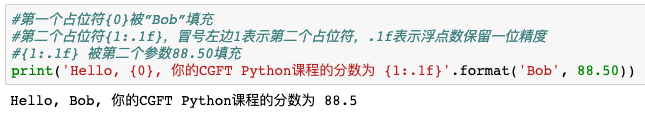 #第一个占位符{0}被”Bob”填充
#第二个占位符{1:.1f}，冒号左边1表示第二个占位符，.1f表示浮点数保留一位精度
#{1:.1f} 被第二个参数88.50填充
print('Hello, {0}, 你的CGFT Python课程的分数为 {1:.1f}'.format('Bob', 88.50))
Hello, Bob, 你的CGFT Python课程的分数为 88.5